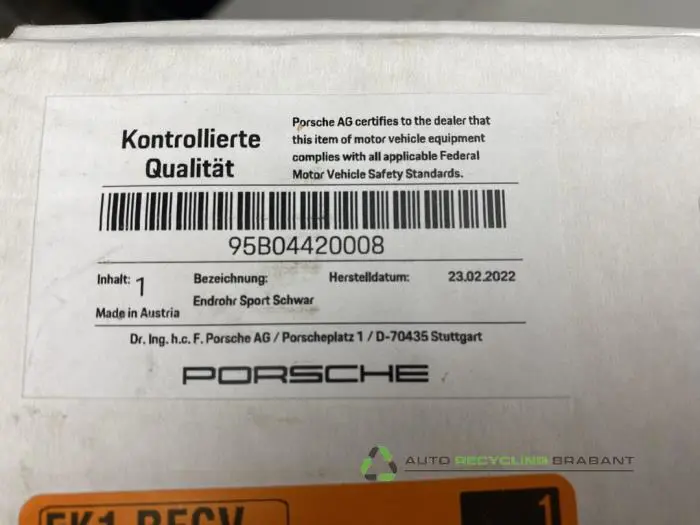 Kontrollierte
Qualität
Porsche AG certifies to the dealer that
this item of motor vehicle equipment
complies with all applicable Federal
Motor Vehicle Safety Standards.
95B04420008
Inhalt: 1
Bezeichnung:
Herstelldatum: 23.02.2022
Made in Austria
Endrohr Sport Schwar
Dr. Ing. h.c. F. Porsche AG / Porscheplatz 1 / D-70435 Stuttgart
PORSCHE
AUTO RECYCLING BRABANT
1